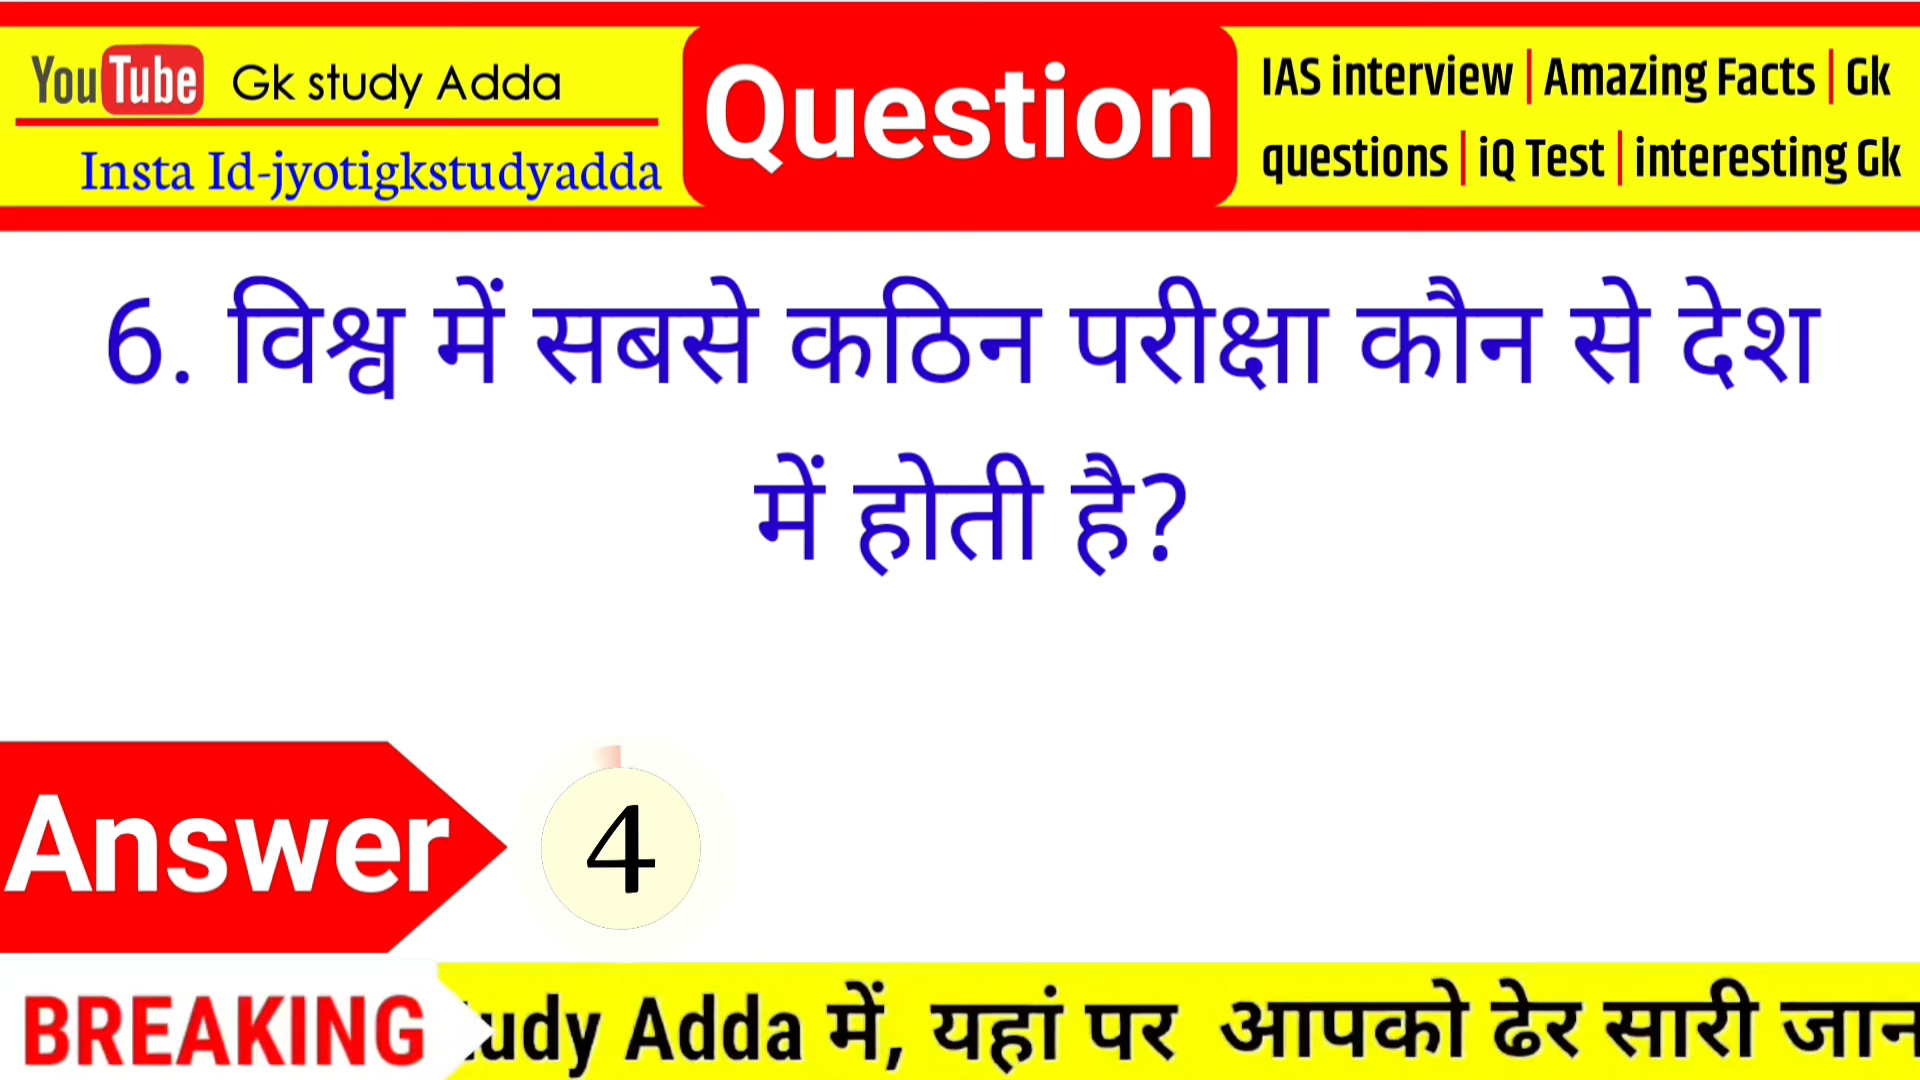 YouTube Gk study Adda
Insta Id-jyotigkstudyadda
Question
IAS interview | Amazing Facts | Gk
questions | iQ Test | interesting Gk
6. विश्व में सबसे कठिन परीक्षा कौन से देश
में होती है?
Answer
4
BREAKING
udy Adda में, यहां पर आपको ढेर सारी जान